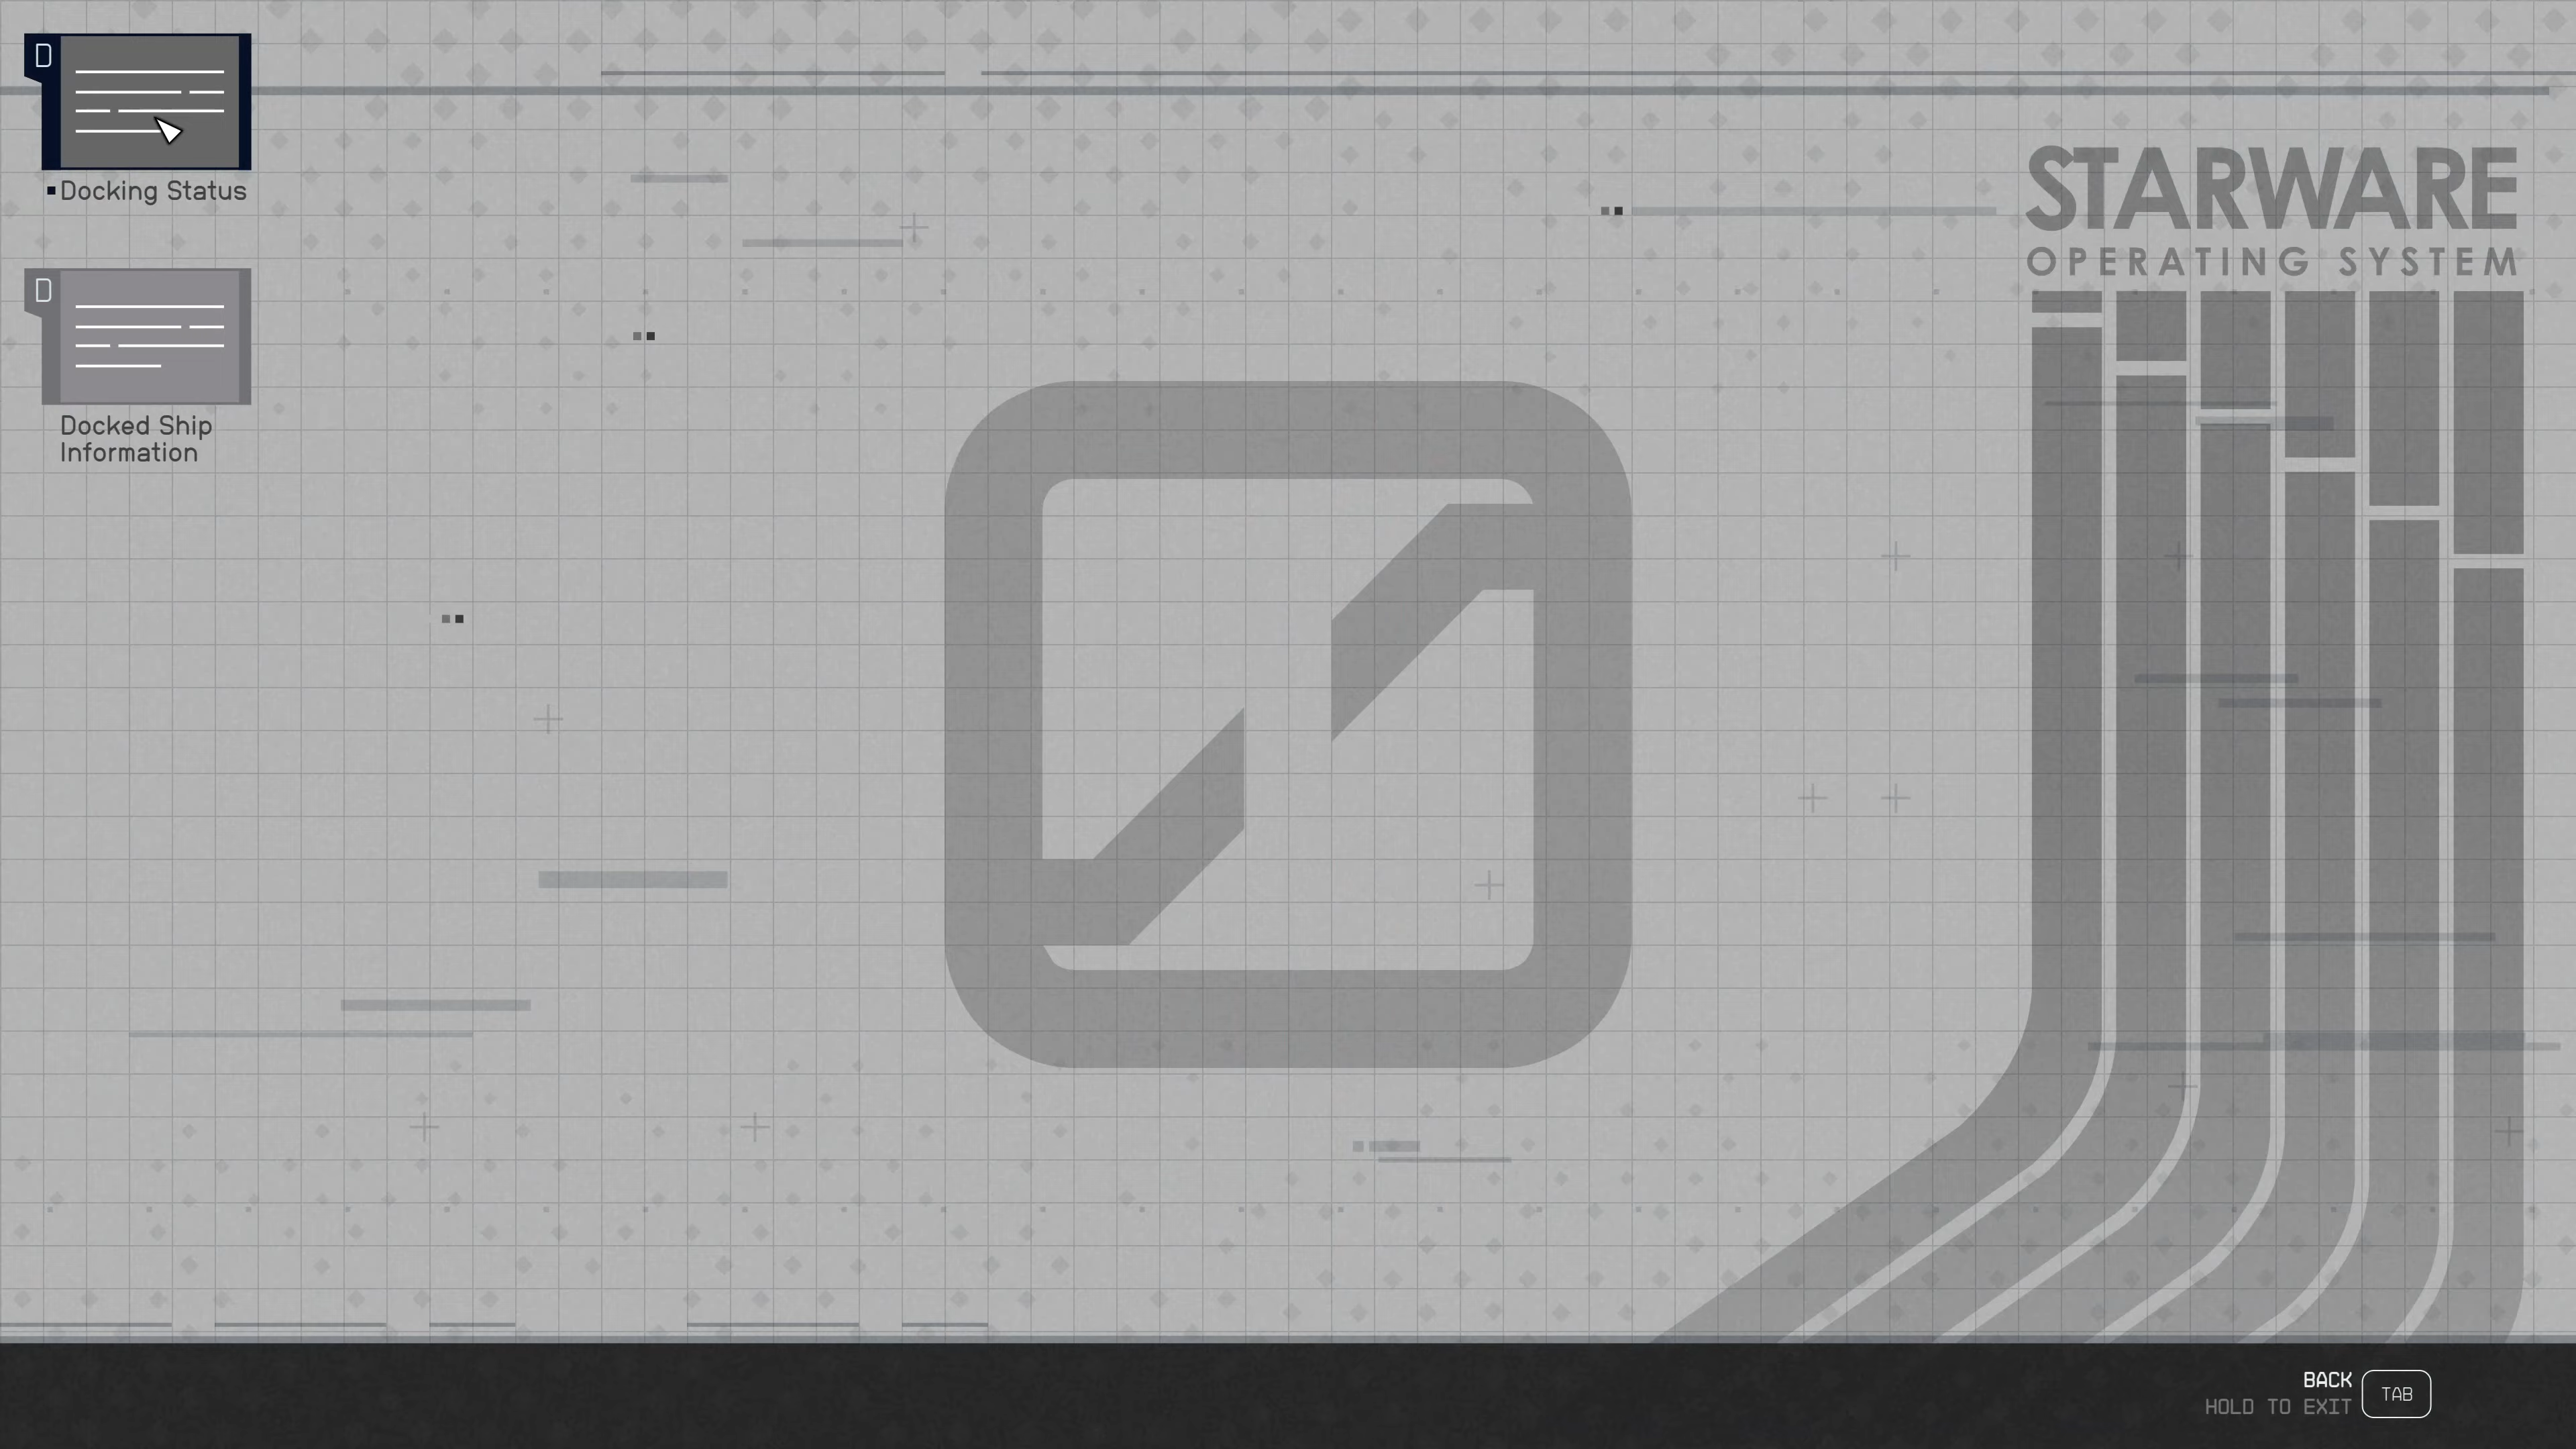 D
Docking Status
D
Docked Ship
Information
STARWARE
OPERATING SYSTEM
BACK
HOLD TO EXIT
TAB